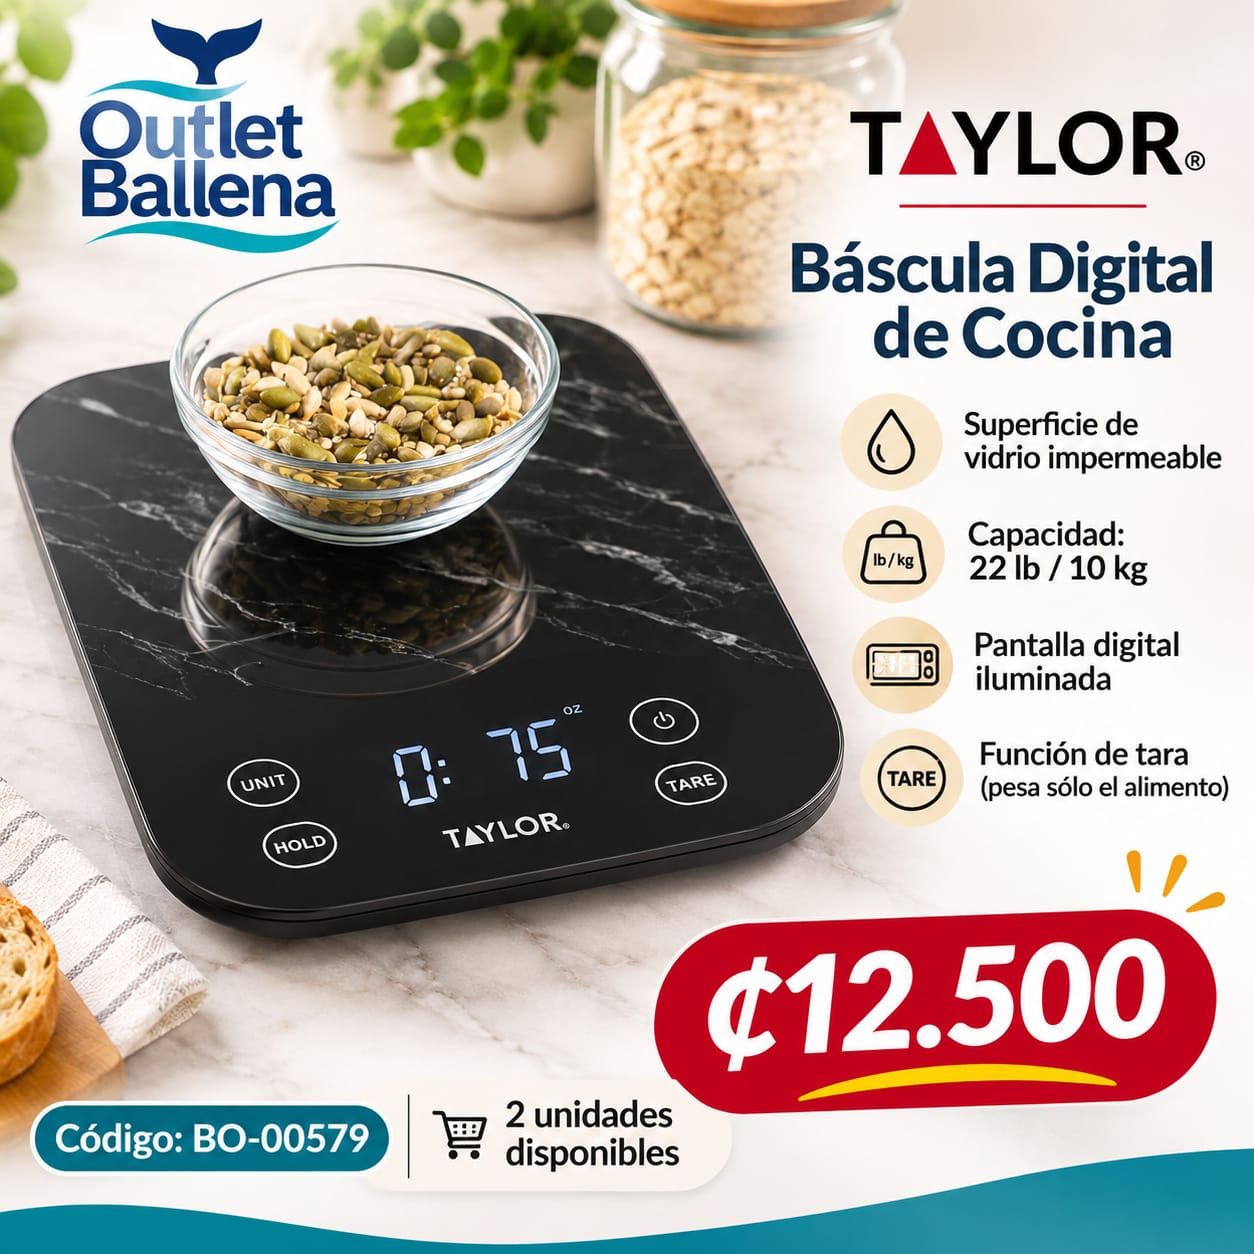 Outlet
Ballena
TAYLOR®
Báscula Digital
de Cocina
Superficie de
vidrio impermeable
lb/kg
Capacidad:
22 lb / 10 kg
Pantalla digital
iluminada
TARE
Función de tara
(pesa sólo el alimento)
UNIT
HOLD
0: 75 oz
TARE
TAYLOR®
₡12.500
Código: BO-00579
2 unidades
disponibles